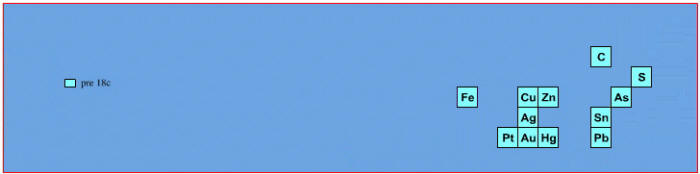 C
S
pre 18c
Fe Cu Zn As
Ag Sn
Pt Au Hg Pb